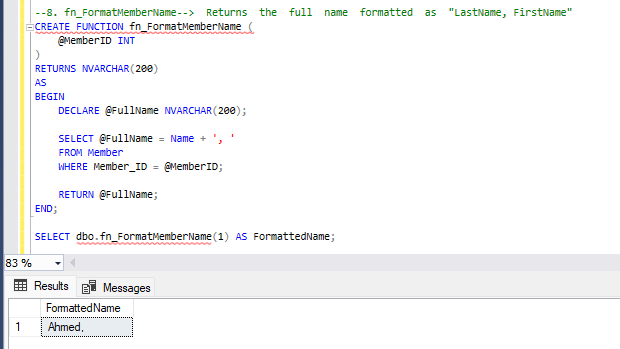 --8. fn_FormatMemberName--> Returns the full name formatted as "LastName, FirstName"
CREATE FUNCTION fn_FormatMemberName (
@MemberID INT
)
RETURNS NVARCHAR(200)
AS
BEGIN
DECLARE @FullName NVARCHAR(200);
SELECT @FullName = Name + ', '
FROM Member
WHERE Member_ID = @MemberID;
RETURN @FullName;
END;
SELECT dbo.fn_FormatMemberName(1) AS FormattedName;
83 %
Results Messages
FormattedName
1 Ahmed,